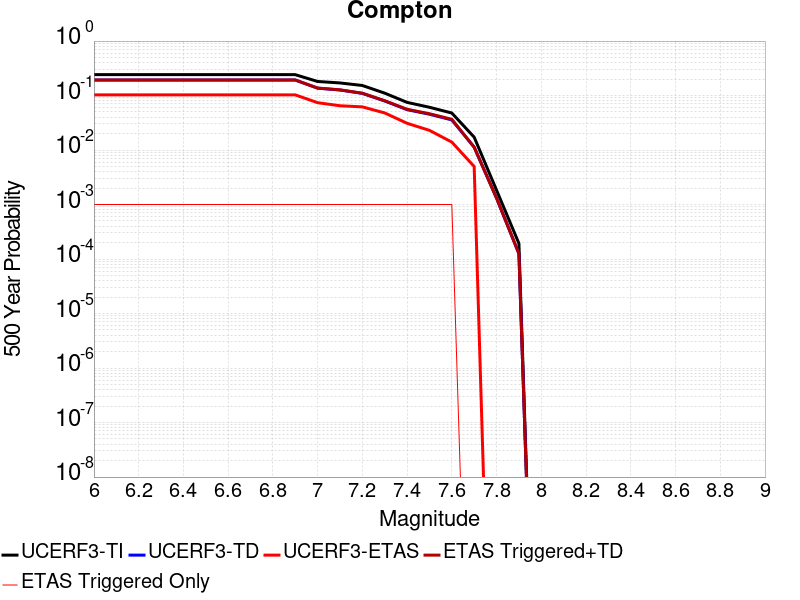 Compton
10^0
10^-1
10^-2
10^-3
10^-4
10^-5
10^-6
10^-7
10^-8
500 Year Probability
6 6.2 6.4 6.6 6.8 7 7.2 7.4 7.6 7.8 8 8.2 8.4 8.6 8.8 9
Magnitude
UCERF3-TI UCERF3-TD UCERF3-ETAS ETAS Triggered+TD
ETAS Triggered Only